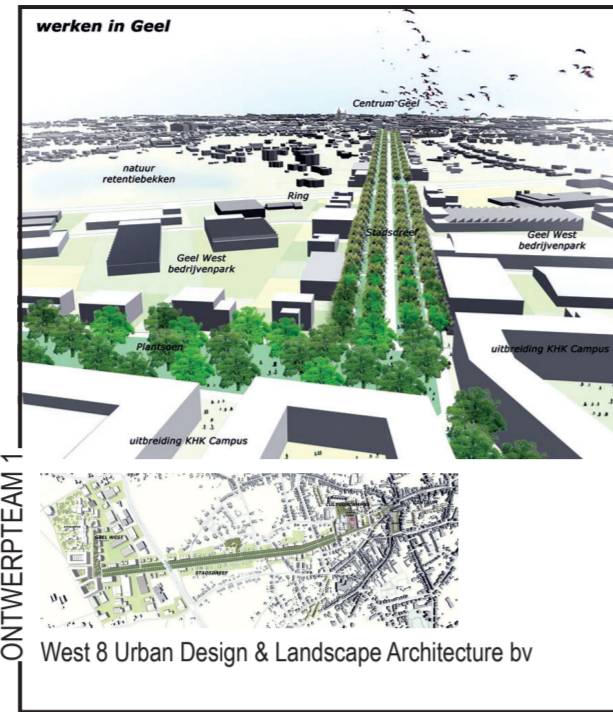 werken in Geel
Centrum Geel
natuur
retentiebekken
Ring
Stadsdreef
Geel West
bedrijvenpark
Geel West
bedrijvenpark
Plantsoen
uitbreiding KHK Campus
uitbreiding KHK Campus
ONTWERPTEAM 1
GEEL WEST
STADSDREEF
West 8 Urban Design & Landscape Architecture bv